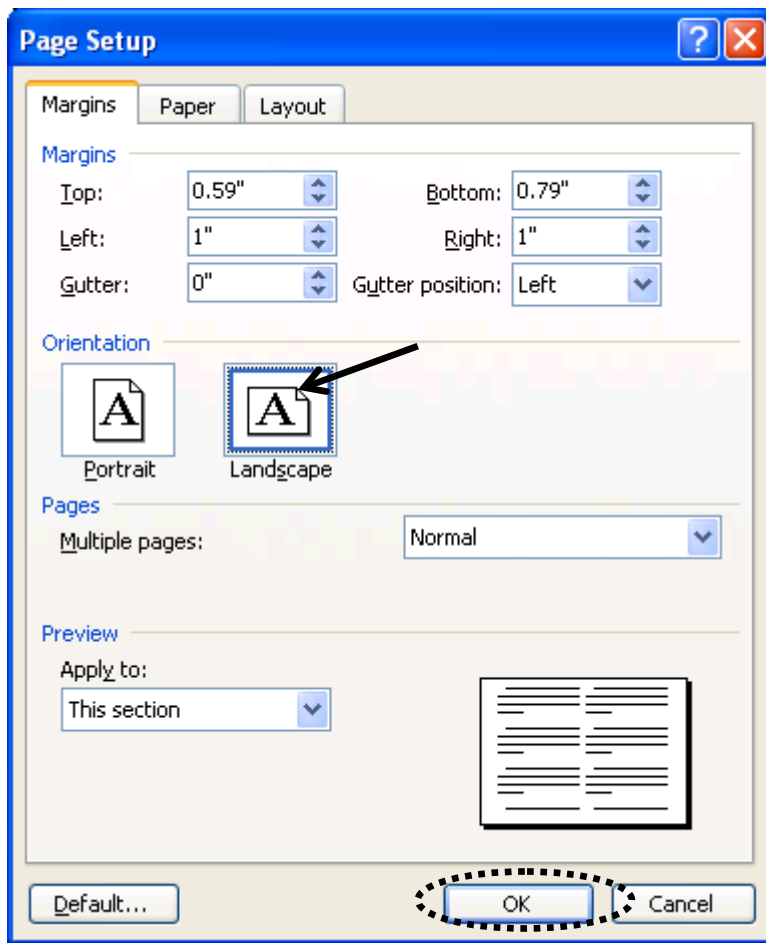 Page Setup
Margins Paper Layout
Margins
Top: 0.59" Bottom: 0.79"
Left: 1" Right: 1"
Gutter: 0" Gutter position: Left
Orientation
A A
Portrait Landscape
Pages
Multiple pages: Normal
Preview
Apply to:
This section
Default... OK Cancel